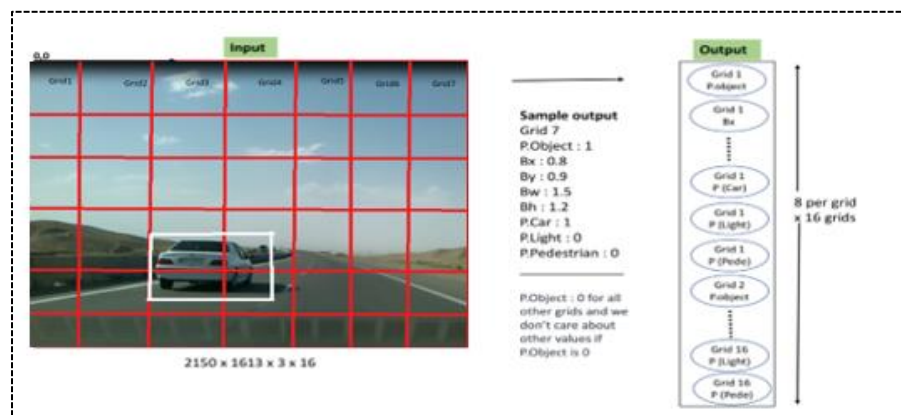 Input
0,0
Grid1 Grid2 Grid3 Grid4 Grid5 Grid6 Grid7
2150 x 1613 x 3 x 16
Sample output
Grid 7
P.Object : 1
Bx : 0.8
By : 0.9
Bw : 1.5
Bh : 1.2
P.Car : 1
P.Light : 0
P.Pedestrian : 0
P.Object : 0 for all
other grids and we
don't care about
other values if
P.Object is 0
Output
Grid 1
P.object
Grid 1
Bx
Grid 1
P (Car)
Grid 1
P (Light)
Grid 1
P (Pede)
Grid 2
P.object
Grid 16
P (Light)
Grid 16
P (Pede)
8 per grid
x 16 grids